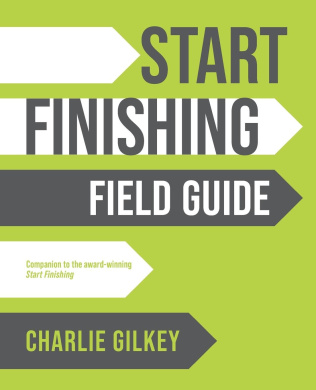 START
FINISHING
FIELD GUIDE
Companion to the award-winning
Start Finishing
CHARLIE GILKEY